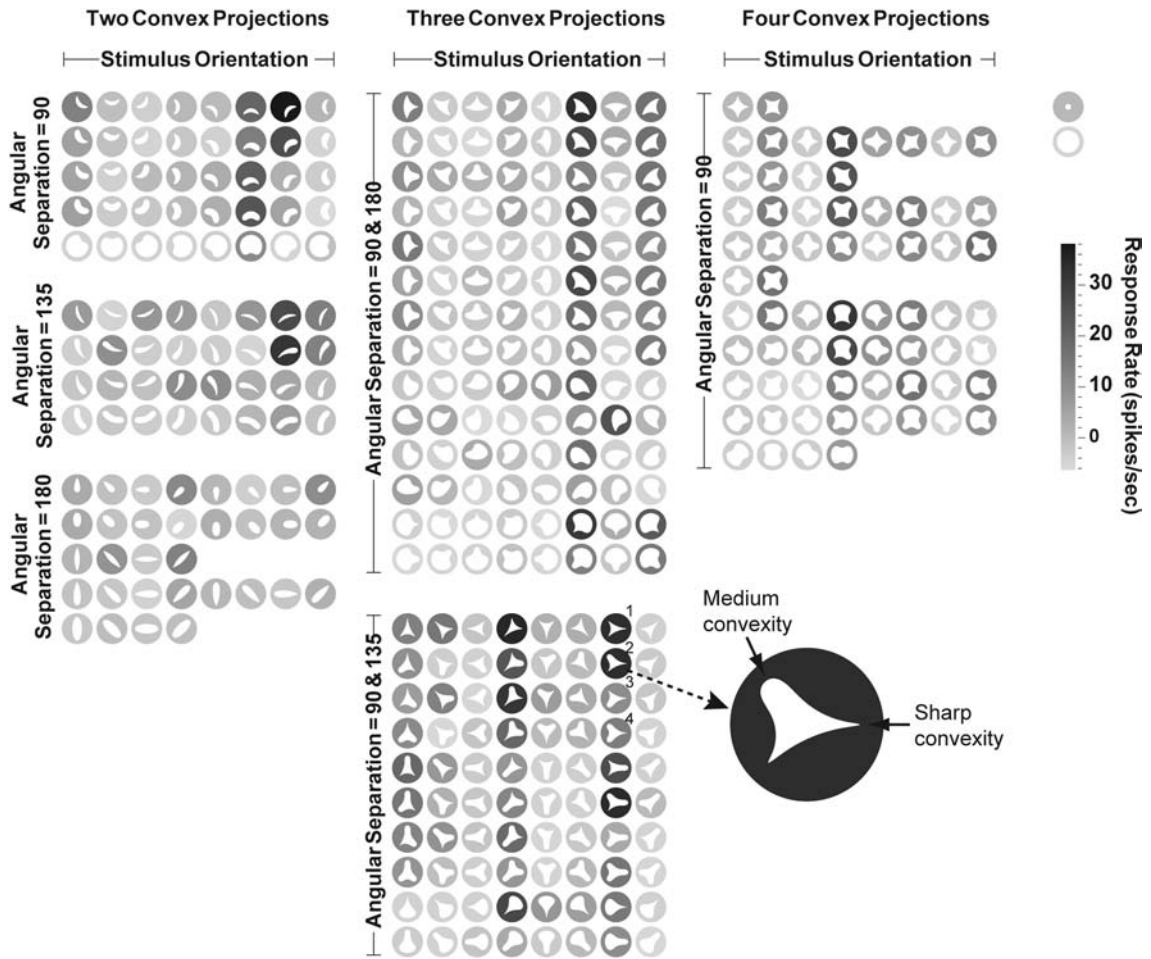 Two Convex Projections
Three Convex Projections
Four Convex Projections
Stimulus Orientation
Stimulus Orientation
Stimulus Orientation
Angular
Separation = 90
Angular
Separation = 135
Angular
Separation = 180
Angular Separation = 90 & 180
Angular Separation = 90 & 135
1
2
3
4
Angular Separation = 90
30
20
10
0
Response Rate (spikes/sec)
Medium
convexity
Sharp
convexity